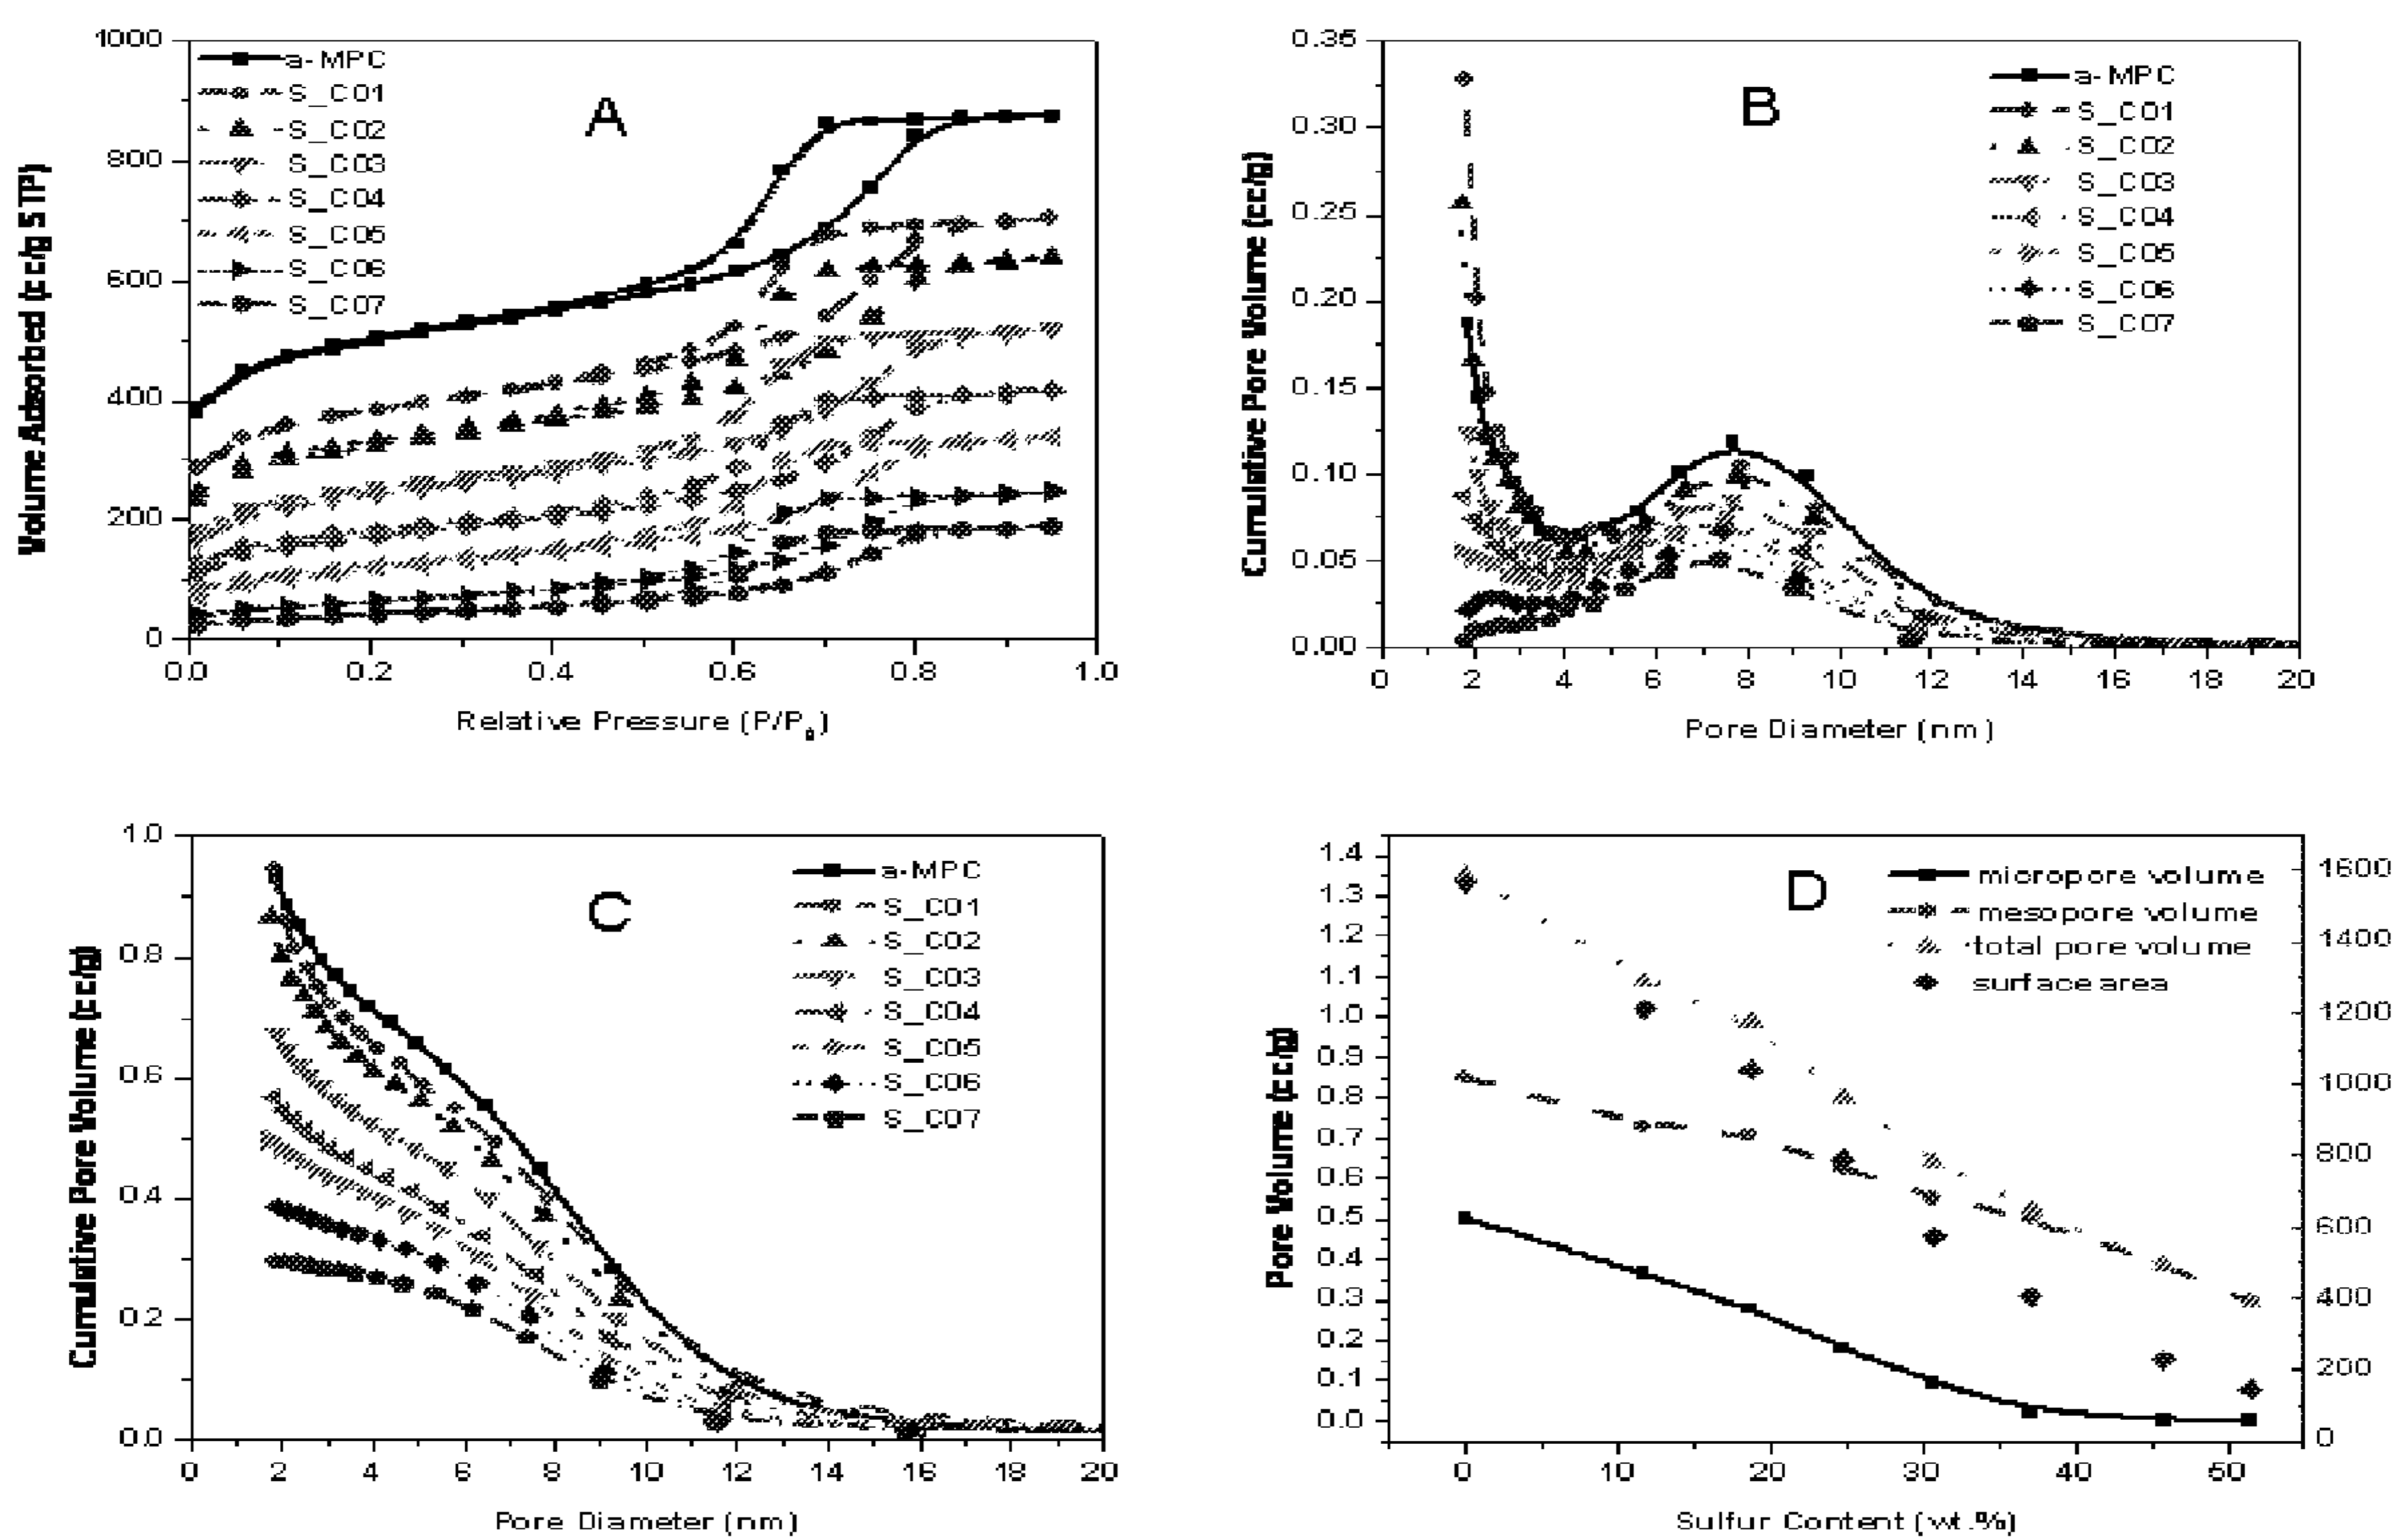 A
1000
800
600
400
200
0
0.0 0.2 0.4 0.6 0.8 1.0
Volume Adsorbed (cc/g STP)
Relative Pressure (P/P0)
a-MPC
S_C01
S_C02
S_C03
S_C04
S_C05
S_C06
S_C07
B
0.35
0.30
0.25
0.20
0.15
0.10
0.05
0.00
0 2 4 6 8 10 12 14 16 18 20
Cumulative Pore Volume (cc/g)
Pore Diameter (nm)
a-MPC
S_C01
S_C02
S_C03
S_C04
S_C05
S_C06
S_C07
C
1.0
0.8
0.6
0.4
0.2
0.0
0 2 4 6 8 10 12 14 16 18 20
Cumulative Pore Volume (cc/g)
Pore Diameter (nm)
a-MPC
S_C01
S_C02
S_C03
S_C04
S_C05
S_C06
S_C07
D
1.4
1.3
1.2
1.1
1.0
0.9
0.8
0.7
0.6
0.5
0.4
0.3
0.2
0.1
0.0
0 10 20 30 40 50
1600
1400
1200
1000
800
600
400
200
0
Pore Volume (cc/g)
Sulfur Content (wt.%)
micropore volume
mesopore volume
total pore volume
surface area